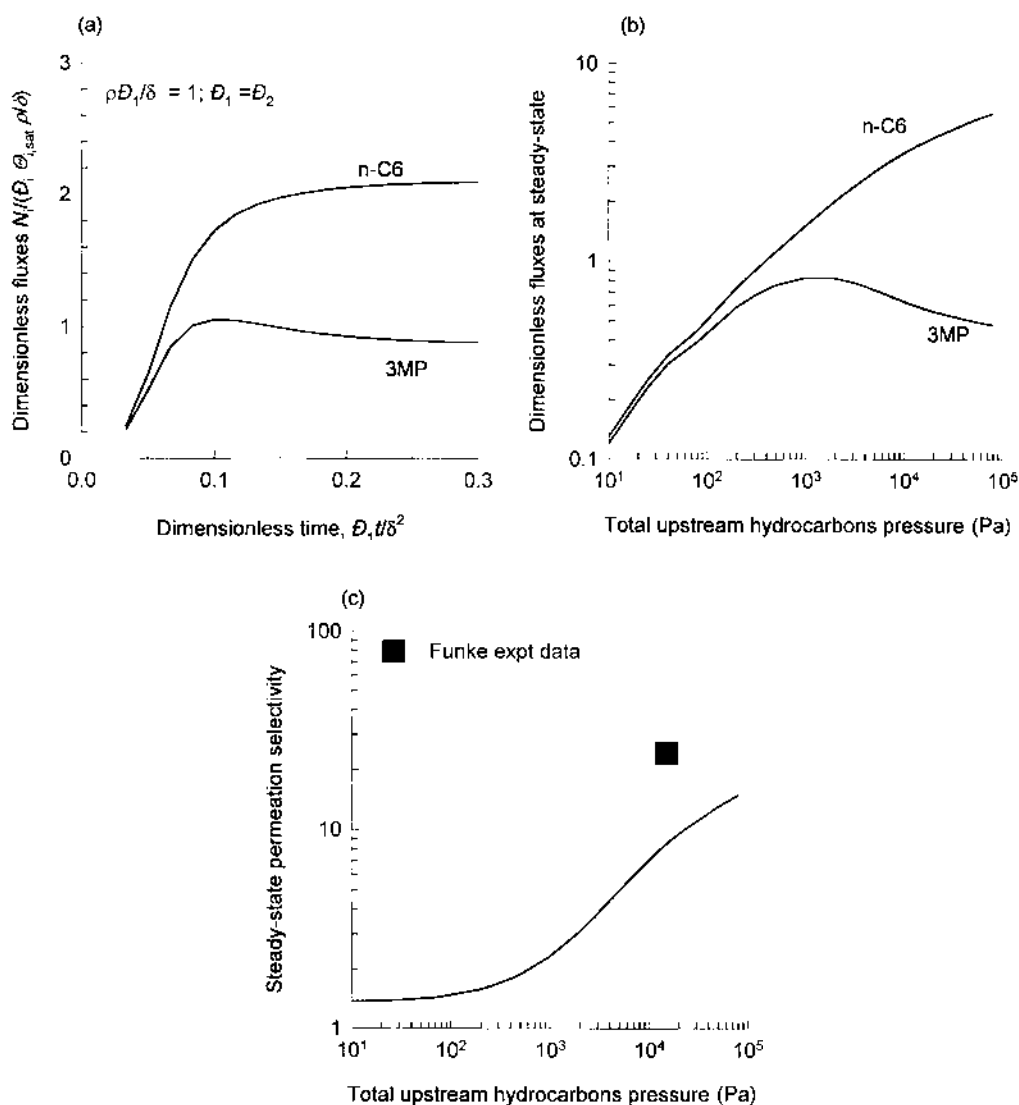 (a)
3
2
1
0
0.0
0.1
0.2
0.3
ρĐ₁/δ = 1; Đ₁ =Đ₂
n-C6
3MP
Dimensionless fluxes Nᵢ/(Đᵢ Θᵢ,sat ρ/δ)
Dimensionless time, Đ₁t/δ²
(b)
10
1
0.1
10¹
10²
10³
10⁴
10⁵
n-C6
3MP
Dimensionless fluxes at steady-state
Total upstream hydrocarbons pressure (Pa)
(c)
100
10
1
10¹
10²
10³
10⁴
10⁵
Funke expt data
Steady-state permeation selectivity
Total upstream hydrocarbons pressure (Pa)